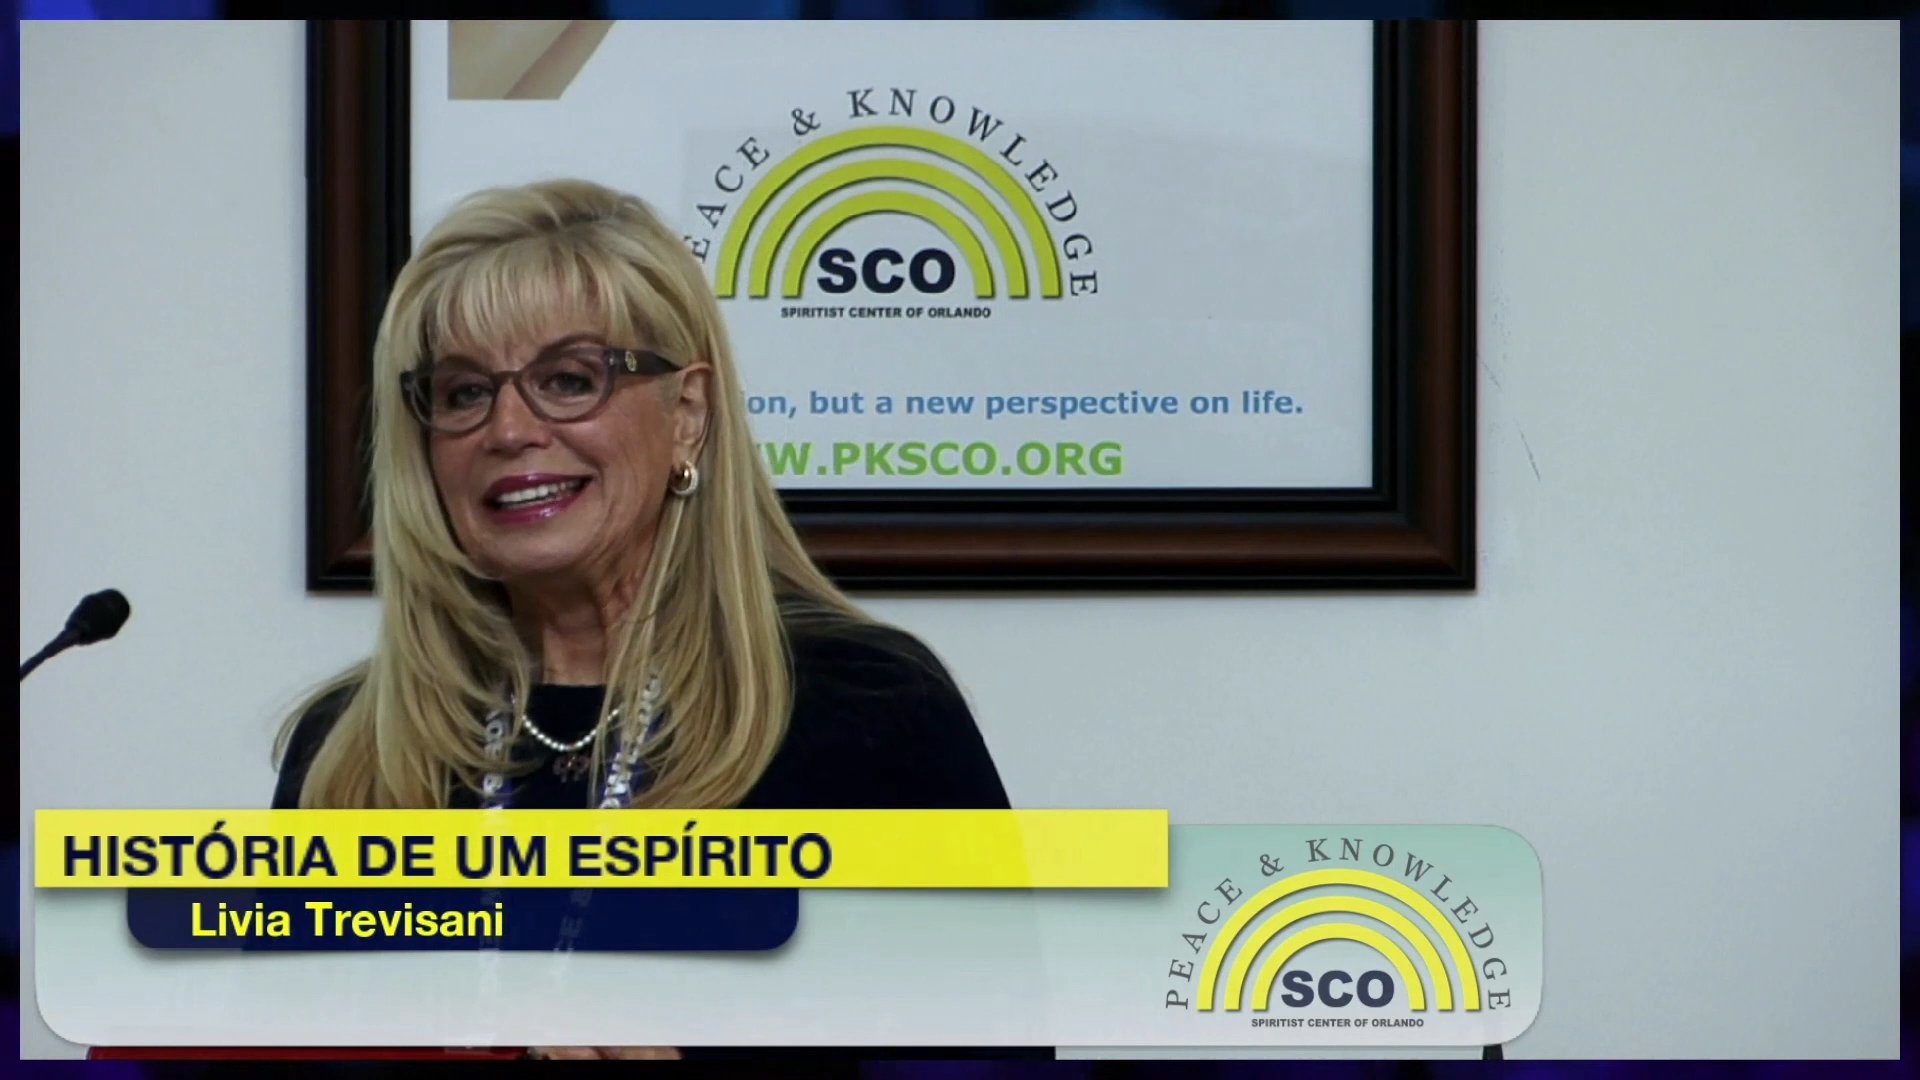 PEACE & KNOWLEDGE
SCO
SPIRITIST CENTER OF ORLANDO
but a new perspective on life.
W.PKSCO.ORG
HISTÓRIA DE UM ESPÍRITO
Livia Trevisani
PEACE & KNOWLEDGE
SCO
SPIRITIST CENTER OF ORLANDO